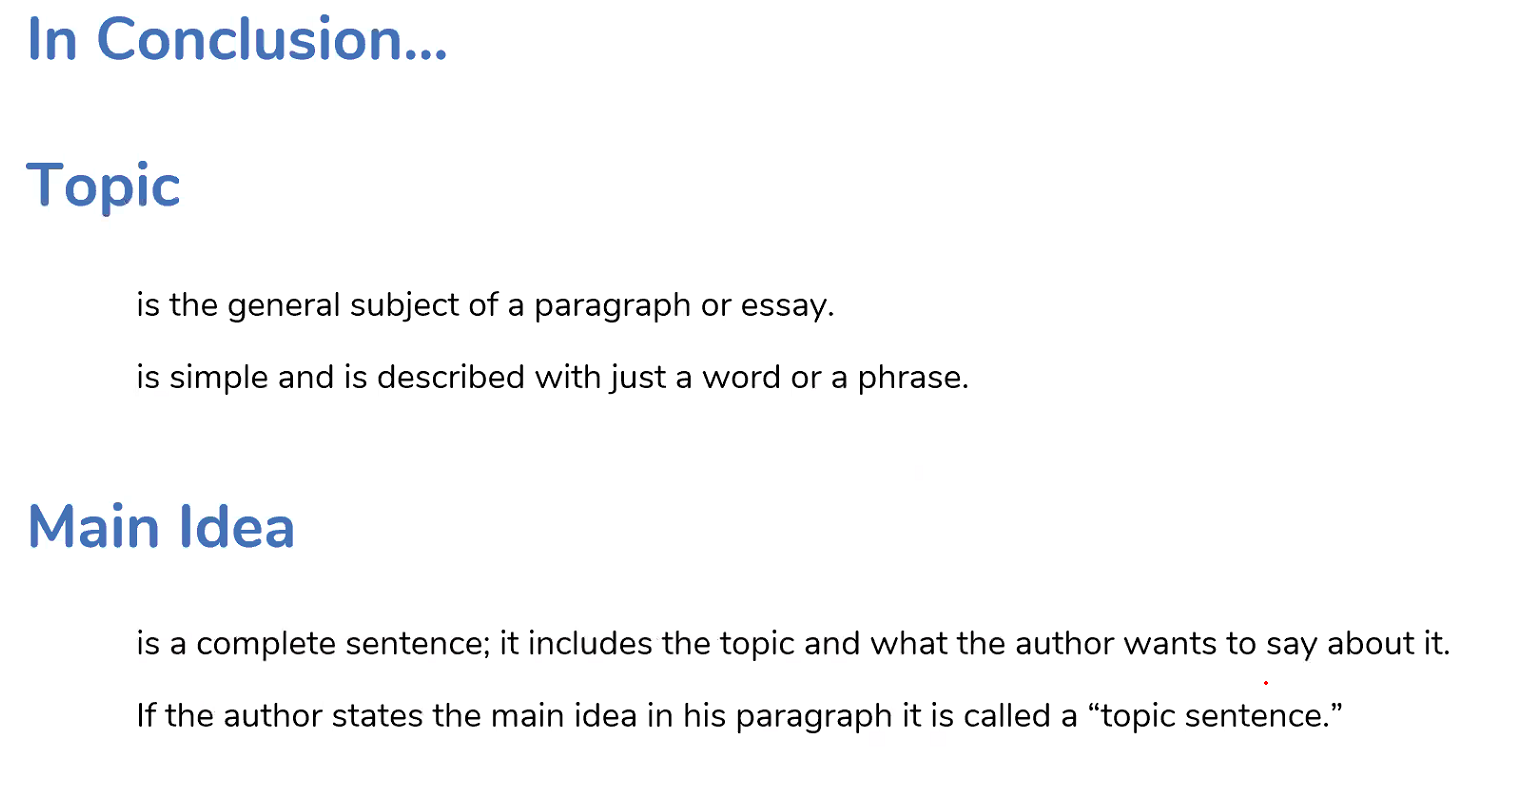 In Conclusion...
Topic
is the general subject of a paragraph or essay.
is simple and is described with just a word or a phrase.
Main Idea
is a complete sentence; it includes the topic and what the author wants to say about it.
If the author states the main idea in his paragraph it is called a “topic sentence.”